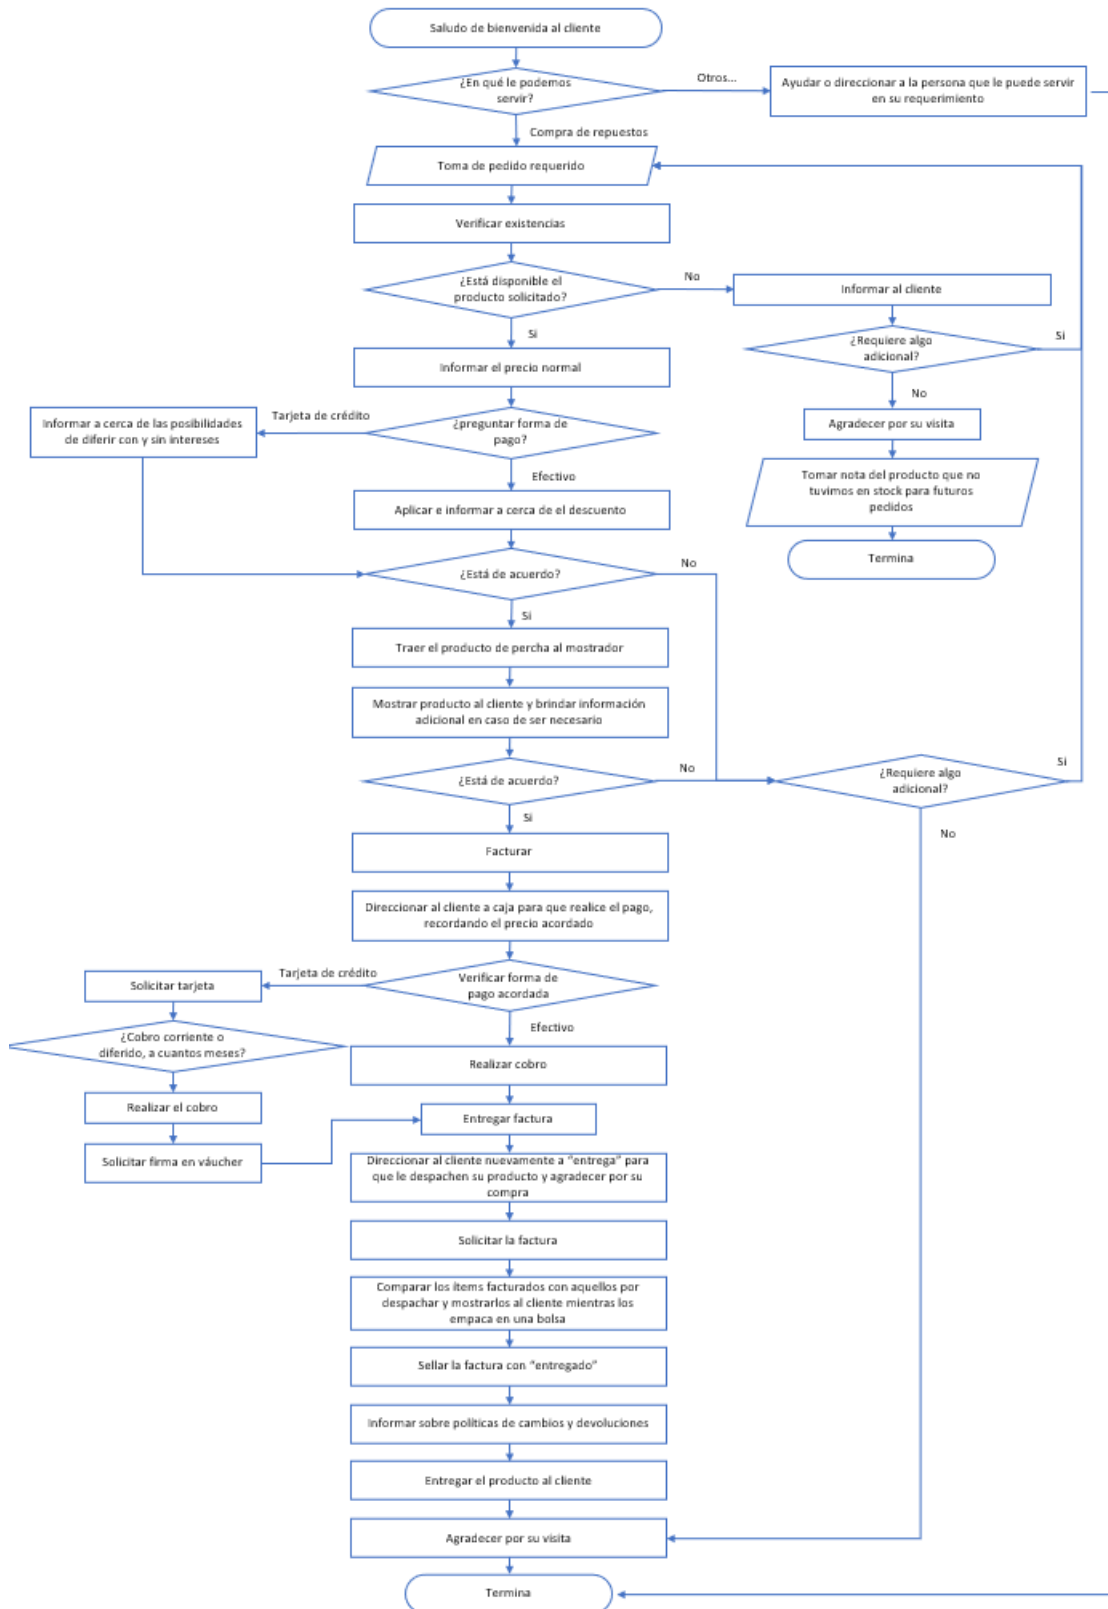 Saludo de bienvenida al cliente
¿En qué le podemos
servir?
Otros...
Ayudar o direccionar a la persona que le puede servir
en su requerimiento
Compra de repuestos
Toma de pedido requerido
Verificar existencias
¿Está disponible el
producto solicitado?
No
Informar al cliente
Si
¿Requiere algo
adicional?
Si
Informar el precio normal
No
Informar a cerca de las posibilidades
de diferir con y sin intereses
Tarjeta de crédito
¿preguntar forma de
pago?
Agradecer por su visita
Efectivo
Tomar nota del producto que no
tuvimos en stock para futuros
pedidos
Aplicar e informar a cerca de el descuento
Termina
¿Está de acuerdo?
No
Si
Traer el producto de percha al mostrador
Mostrar producto al cliente y brindar información
adicional en caso de ser necesario
¿Está de acuerdo?
No
¿Requiere algo
adicional?
Si
Si
No
Facturar
Direccionar al cliente a caja para que realice el pago,
recordando el precio acordado
Tarjeta de crédito
Verificar forma de
pago acordada
Solicitar tarjeta
Efectivo
¿Cobro corriente o
diferido, a cuantos meses?
Realizar cobro
Realizar el cobro
Entregar factura
Solicitar firma en váucher
Direccionar al cliente nuevamente a “entrega” para
que le despachen su producto y agradecer por su
compra
Solicitar la factura
Comparar los ítems facturados con aquellos por
despachar y mostrarlos al cliente mientras los
empaca en una bolsa
Sellar la factura con “entregado”
Informar sobre políticas de cambios y devoluciones
Entregar el producto al cliente
Agradecer por su visita
Termina